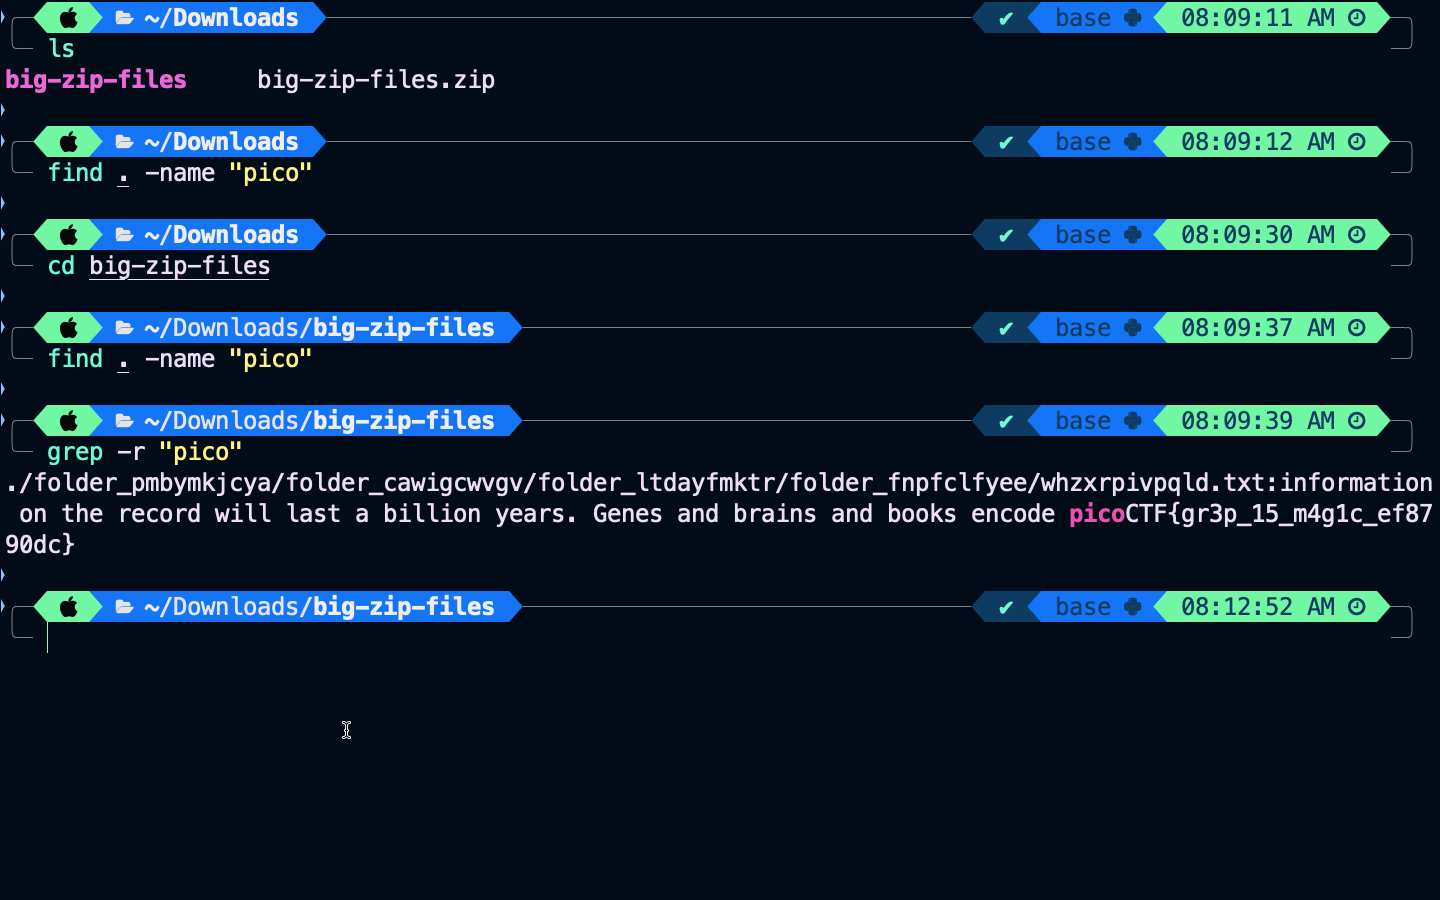 ~/Downloads ✔ base 08:09:11 AM
ls
big-zip-files big-zip-files.zip
~/Downloads ✔ base 08:09:12 AM
find . -name "pico"
~/Downloads ✔ base 08:09:30 AM
cd big-zip-files
~/Downloads/big-zip-files ✔ base 08:09:37 AM
find . -name "pico"
~/Downloads/big-zip-files ✔ base 08:09:39 AM
grep -r "pico"
./folder_pmbymkjcya/folder_cawigcwvgv/folder_ltdayfmktr/folder_fnpfclfyee/whzxrpivpqld.txt:information
on the record will last a billion years. Genes and brains and books encode picoCTF{gr3p_15_m4g1c_ef87
90dc}
~/Downloads/big-zip-files ✔ base 08:12:52 AM